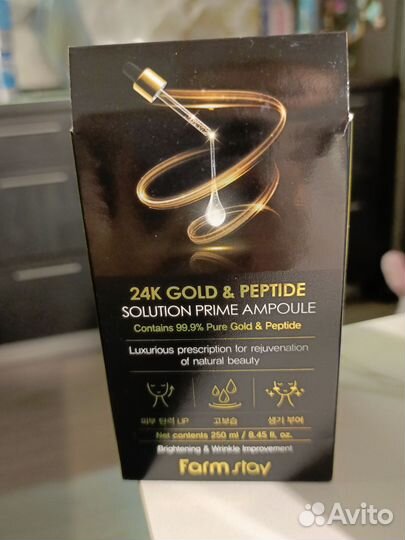 24K GOLD & PEPTIDE
SOLUTION PRIME AMPOULE
Contains 99.9% Pure Gold & Peptide
Luxurious prescription for rejuvenation
of natural beauty
피부 탄력 UP 고보습 생기 부여
Net contents 250 ml / 8.45 fl. oz.
Brightening & Wrinkle Improvement
Farmstay
Avito